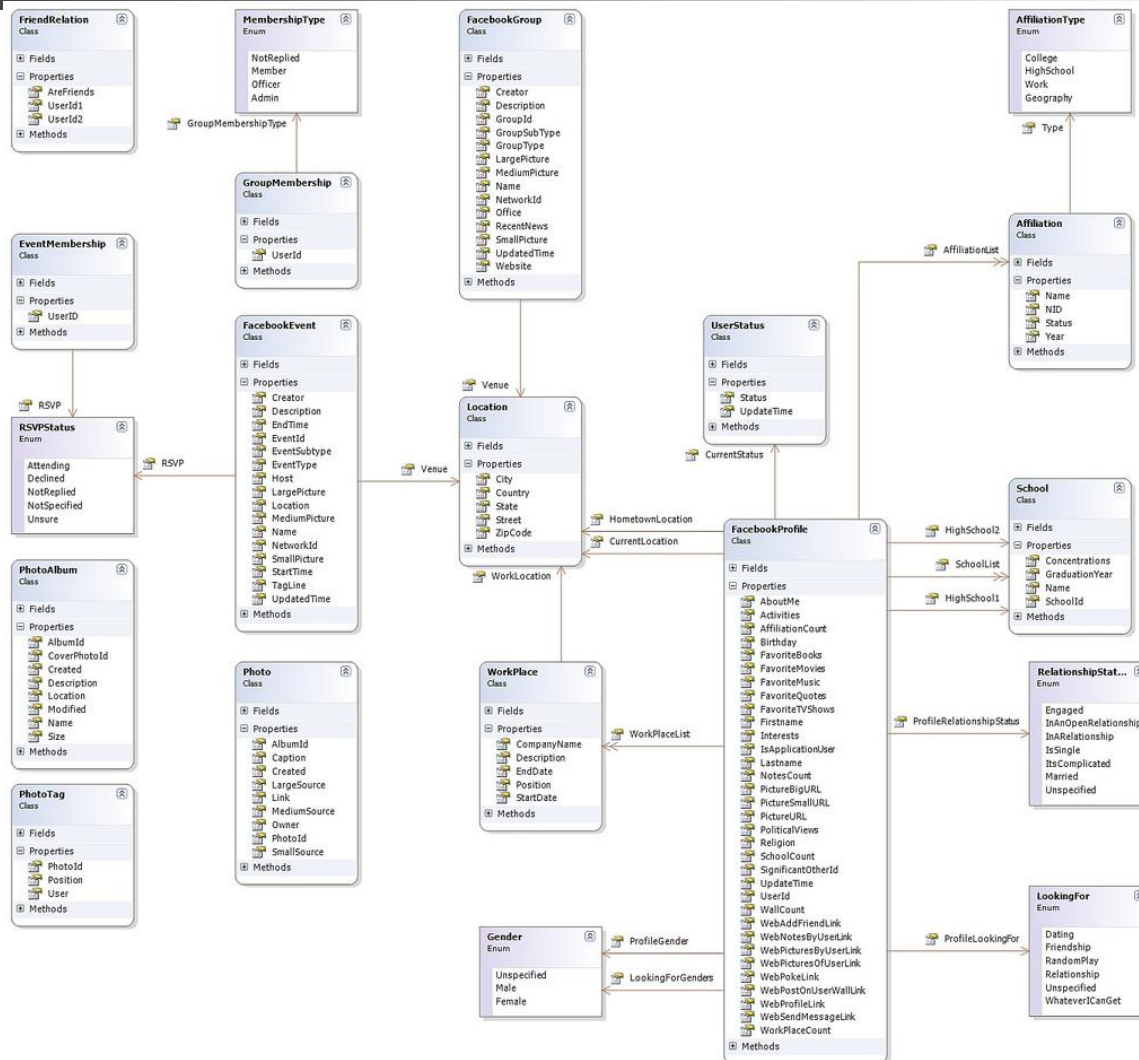 FriendRelation
Class
Fields
Properties
AreFriends
UserId1
UserId2
Methods
MembershipType
Enum
NotReplied
Member
Officer
Admin
GroupMembershipType
GroupMembership
Class
Fields
Properties
UserId
Methods
FacebookGroup
Class
Fields
Properties
Creator
Description
GroupId
GroupSubType
GroupType
LargePicture
MediumPicture
Name
NetworkId
Office
RecentNews
SmallPicture
UpdatedTime
Website
Methods
AffiliationType
Enum
College
HighSchool
Work
Geography
Type
Affiliation
Class
Fields
Properties
Name
NID
Status
Year
Methods
AffiliationList
EventMembership
Class
Fields
Properties
UserID
Methods
RSVP
RSVPStatus
Enum
Attending
Declined
NotReplied
NotSpecified
Unsure
RSVP
FacebookEvent
Class
Fields
Properties
Creator
Description
EndTime
EventId
EventSubtype
EventType
Host
LargePicture
Location
MediumPicture
Name
NetworkId
SmallPicture
StartTime
TagLine
UpdatedTime
Methods
Venue
Venue
Location
Class
Fields
Properties
City
Country
State
Street
ZipCode
Methods
WorkLocation
UserStatus
Class
Fields
Properties
Status
UpdateTime
Methods
CurrentStatus
HometownLocation
CurrentLocation
School
Class
Fields
Properties
Concentrations
GraduationYear
Name
SchoolId
Methods
HighSchool2
SchoolList
HighSchool1
PhotoAlbum
Class
Fields
Properties
AlbumId
CoverPhotoId
Created
Description
Location
Modified
Name
Size
Methods
PhotoTag
Class
Fields
Properties
PhotoId
Position
User
Methods
Photo
Class
Fields
Properties
AlbumId
Caption
Created
LargeSource
Link
MediumSource
Owner
PhotoId
SmallSource
Methods
WorkPlace
Class
Fields
Properties
CompanyName
Description
EndDate
Position
StartDate
Methods
WorkPlaceList
FacebookProfile
Class
Fields
Properties
AboutMe
Activities
AffiliationCount
Birthday
FavoriteBooks
FavoriteMovies
FavoriteMusic
FavoriteQuotes
FavoriteTVShows
Firstname
Interests
IsApplicationUser
Lastname
NotesCount
PictureBigURL
PictureSmallURL
PictureURL
PoliticalViews
Religion
SchoolCount
SignificantOtherId
UpdateTime
UserId
WallCount
WebAddFriendLink
WebNotesByUserLink
WebPicturesByUserLink
WebPicturesOfUserLink
WebPokeLink
WebPostOnUserWallLink
WebProfileLink
WebSendMessageLink
WorkPlaceCount
Methods
ProfileRelationshipStatus
RelationshipStat...
Enum
Engaged
InAnOpenRelationship
InARelationship
IsSingle
ItsComplicated
Married
Unspecified
ProfileLookingFor
LookingFor
Enum
Dating
Friendship
RandomPlay
Relationship
Unspecified
WhateverICanGet
Gender
Enum
Unspecified
Male
Female
ProfileGender
LookingForGenders